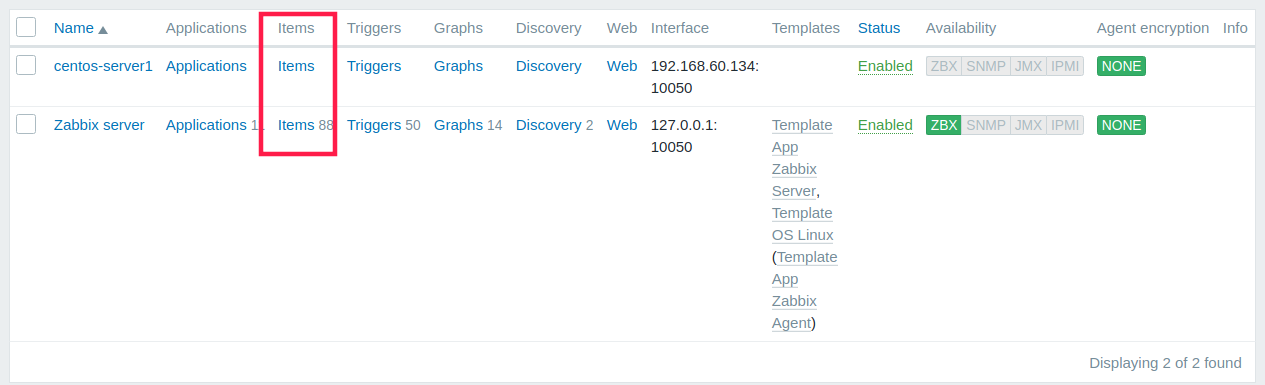 Name ▲ Applications Items Triggers Graphs Discovery Web Interface Templates Status Availability Agent encryption Info
centos-server1 Applications Items Triggers Graphs Discovery Web 192.168.60.134: Enabled ZBX SNMP JMX IPMI NONE
10050
Zabbix server Applications Items 88 Triggers 50 Graphs 14 Discovery 2 Web 127.0.0.1: Template Enabled ZBX SNMP JMX IPMI NONE
10050 App
Zabbix
Server,
Template
OS Linux
(Template
App
Zabbix
Agent)
Displaying 2 of 2 found